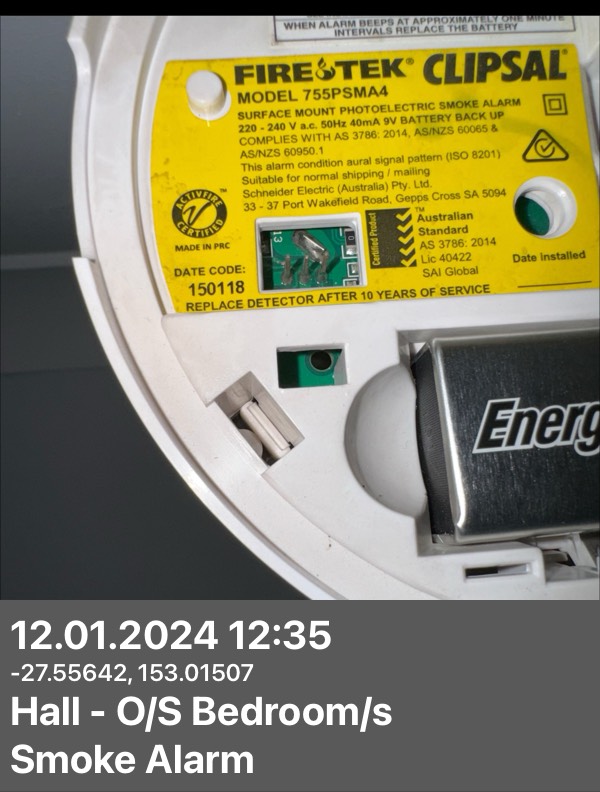 WHEN ALARM BEEPS AT APPROXIMATELY ONE MINUTE
INTERVALS REPLACE THE BATTERY
FIRETEK® CLIPSAL®
MODEL 755PSMA4
SURFACE MOUNT PHOTOELECTRIC SMOKE ALARM
220 - 240 V a.c. 50Hz 40mA 9V BATTERY BACK UP
COMPLIES WITH AS 3786: 2014, AS/NZS 60065 &
AS/NZS 60950.1
This alarm condition aural signal pattern (ISO 8201)
Suitable for normal shipping / mailing
Schneider Electric (Australia) Pty. Ltd.
33 - 37 Port Wakefield Road, Gepps Cross SA 5094
ACTIVFIRE
CERTIFIED
TM
MADE IN PRC
DATE CODE:
150118
13
Certified Product
TM
Australian
Standard
AS 3786: 2014
Lic 40422
SAI Global
Date installed
REPLACE DETECTOR AFTER 10 YEARS OF SERVICE
Energ
12.01.2024 12:35
-27.55642, 153.01507
Hall - O/S Bedroom/s
Smoke Alarm